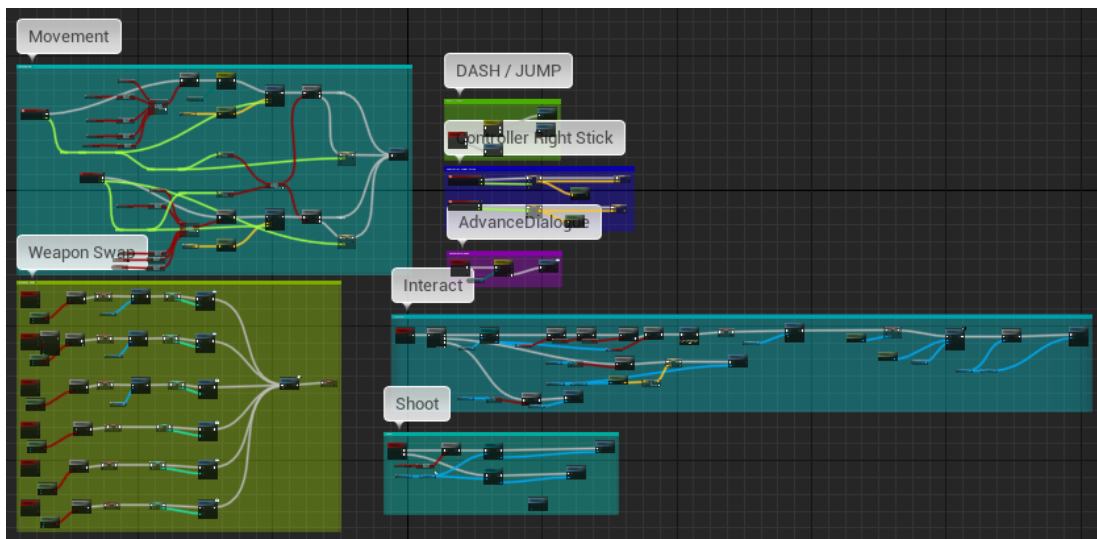 Movement
DASH / JUMP
Controller Right Stick
AdvanceDialogue
Weapon Swap
Interact
Shoot